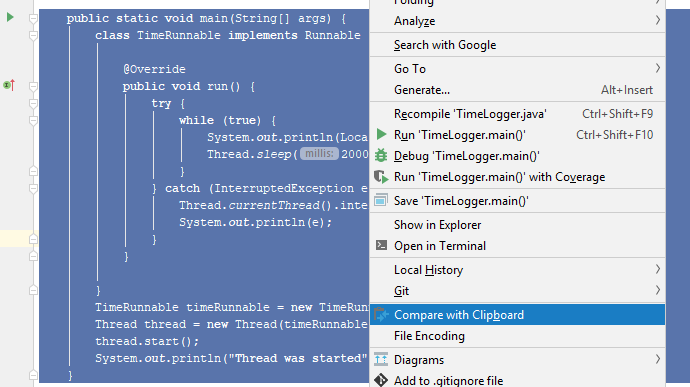 public static void main(String[] args) {
class TimeRunnable implements Runnable
@Override
public void run() {
try {
while (true) {
System.out.println(Loca
Thread.sleep( millis: 2000
}
} catch (InterruptedException e
Thread.currentThread().inte
System.out.println(e);
}
}
}
TimeRunnable timeRunnable = new TimeRunn
Thread thread = new Thread(timeRunnable
thread.start();
System.out.println("Thread was started"
}
Folding
Analyze
Search with Google
Go To
Generate... Alt+Insert
Recompile 'TimeLogger.java' Ctrl+Shift+F9
Run 'TimeLogger.main()' Ctrl+Shift+F10
Debug 'TimeLogger.main()'
Run 'TimeLogger.main()' with Coverage
Save 'TimeLogger.main()'
Show in Explorer
Open in Terminal
Local History
Git
Compare with Clipboard
File Encoding
Diagrams
Add to .gitignore file